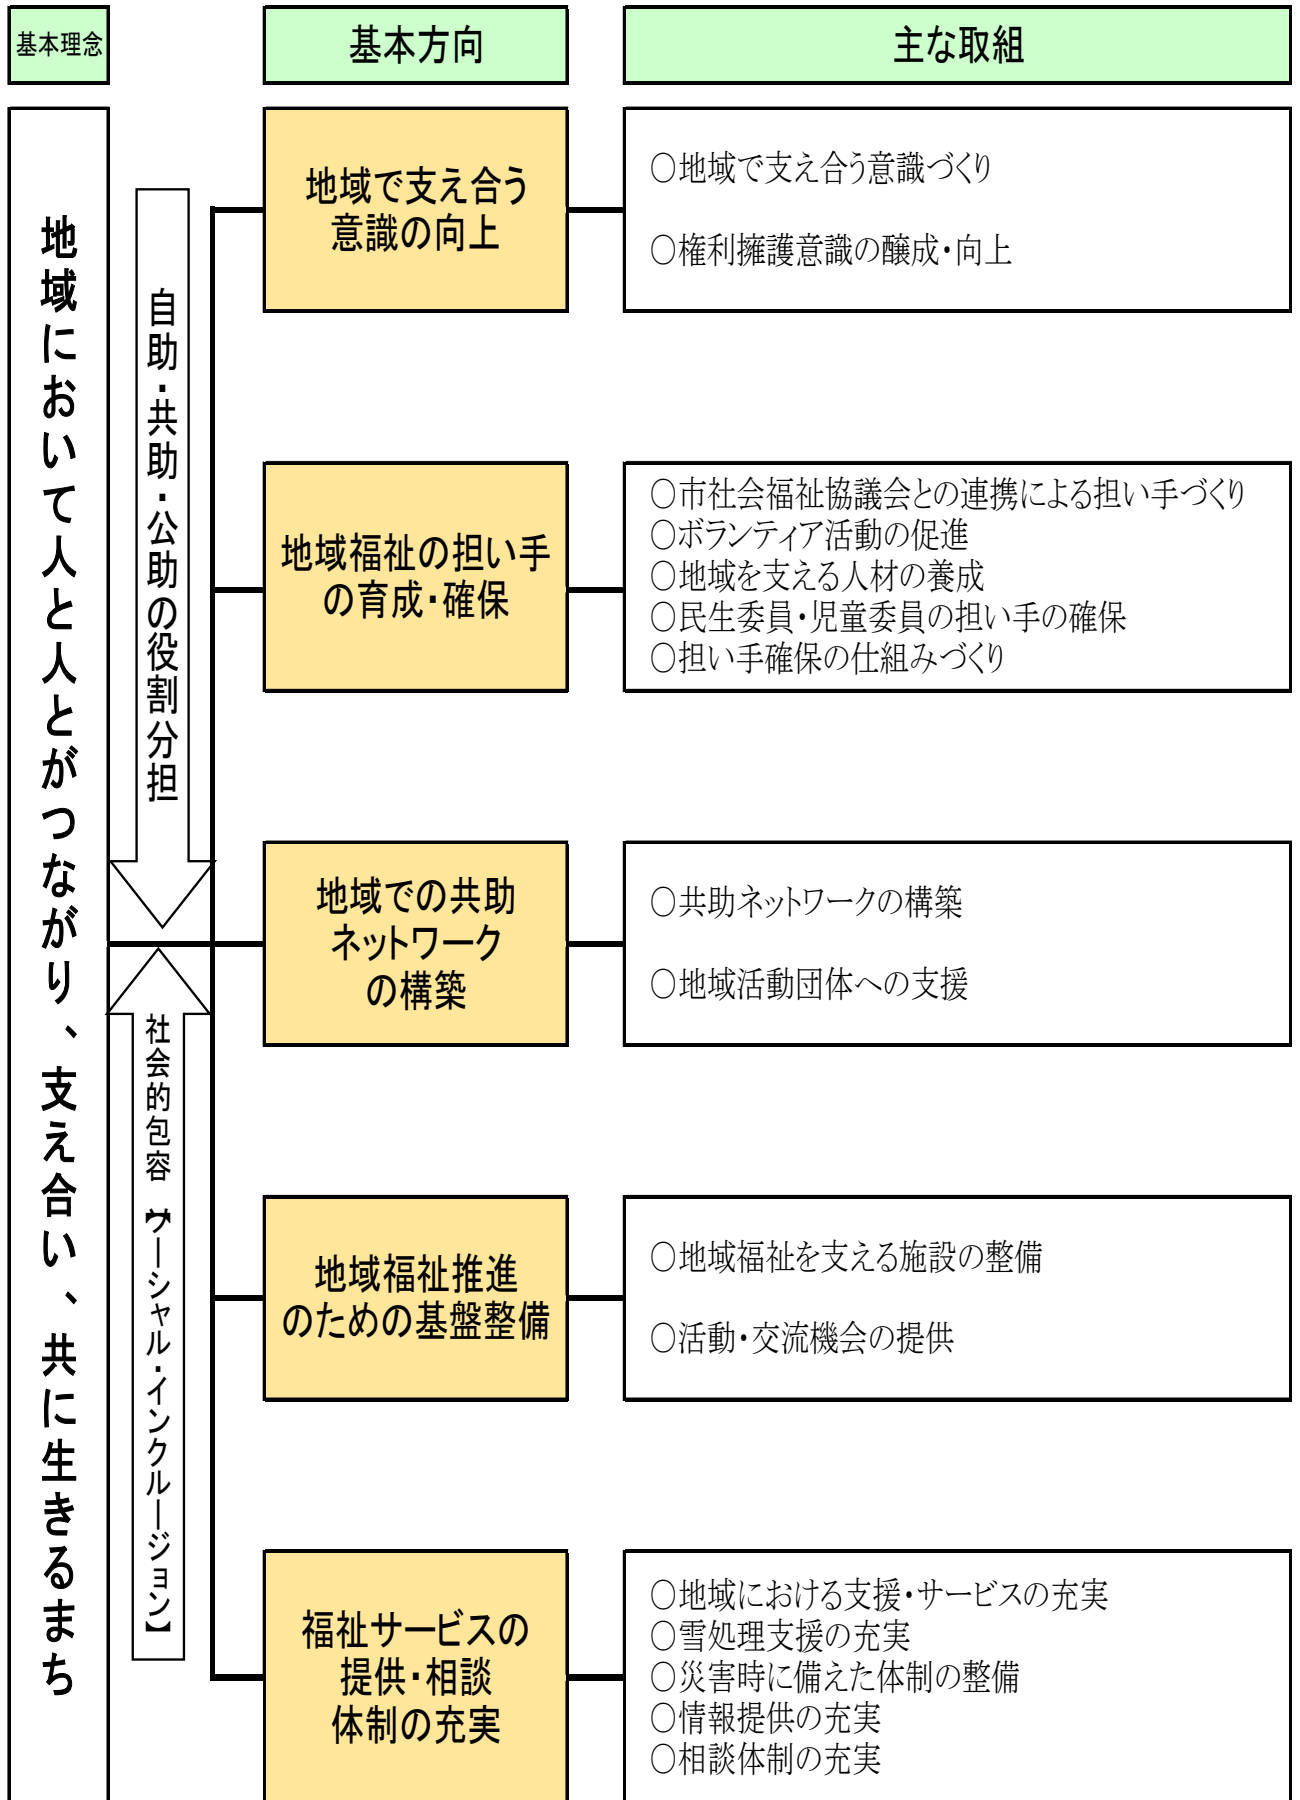 基本理念
基本方向
主な取組
地域において人と人とがつながり、支え合い、共に生きるまち
自助・共助・公助の役割分担
社会的包容【ソーシャル・インクルージョン】
地域で支え合う
意識の向上
○地域で支え合う意識づくり
○権利擁護意識の醸成・向上
地域福祉の担い手
の育成・確保
○市社会福祉協議会との連携による担い手づくり
○ボランティア活動の促進
○地域を支える人材の養成
○民生委員・児童委員の担い手の確保
○担い手確保の仕組みづくり
地域での共助
ネットワーク
の構築
○共助ネットワークの構築
○地域活動団体への支援
地域福祉推進
のための基盤整備
○地域福祉を支える施設の整備
○活動・交流機会の提供
福祉サービスの
提供・相談
体制の充実
○地域における支援・サービスの充実
○雪処理支援の充実
○災害時に備えた体制の整備
○情報提供の充実
○相談体制の充実